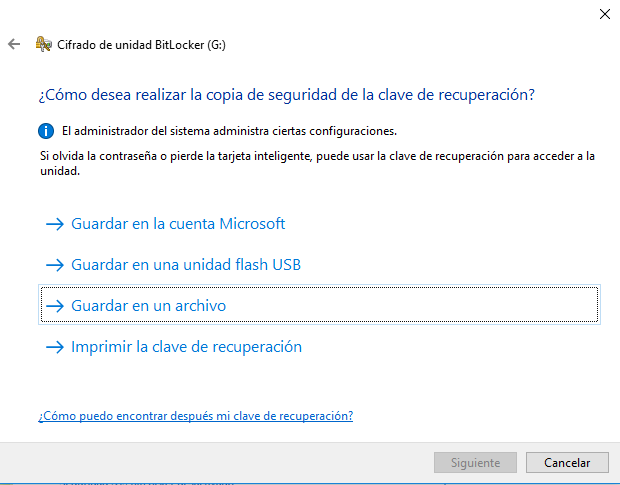 Cifrado de unidad BitLocker (G:)
¿Cómo desea realizar la copia de seguridad de la clave de recuperación?
El administrador del sistema administra ciertas configuraciones.
Si olvida la contraseña o pierde la tarjeta inteligente, puede usar la clave de recuperación para acceder a la
unidad.
Guardar en la cuenta Microsoft
Guardar en una unidad flash USB
Guardar en un archivo
Imprimir la clave de recuperación
¿Cómo puedo encontrar después mi clave de recuperación?
Siguiente
Cancelar